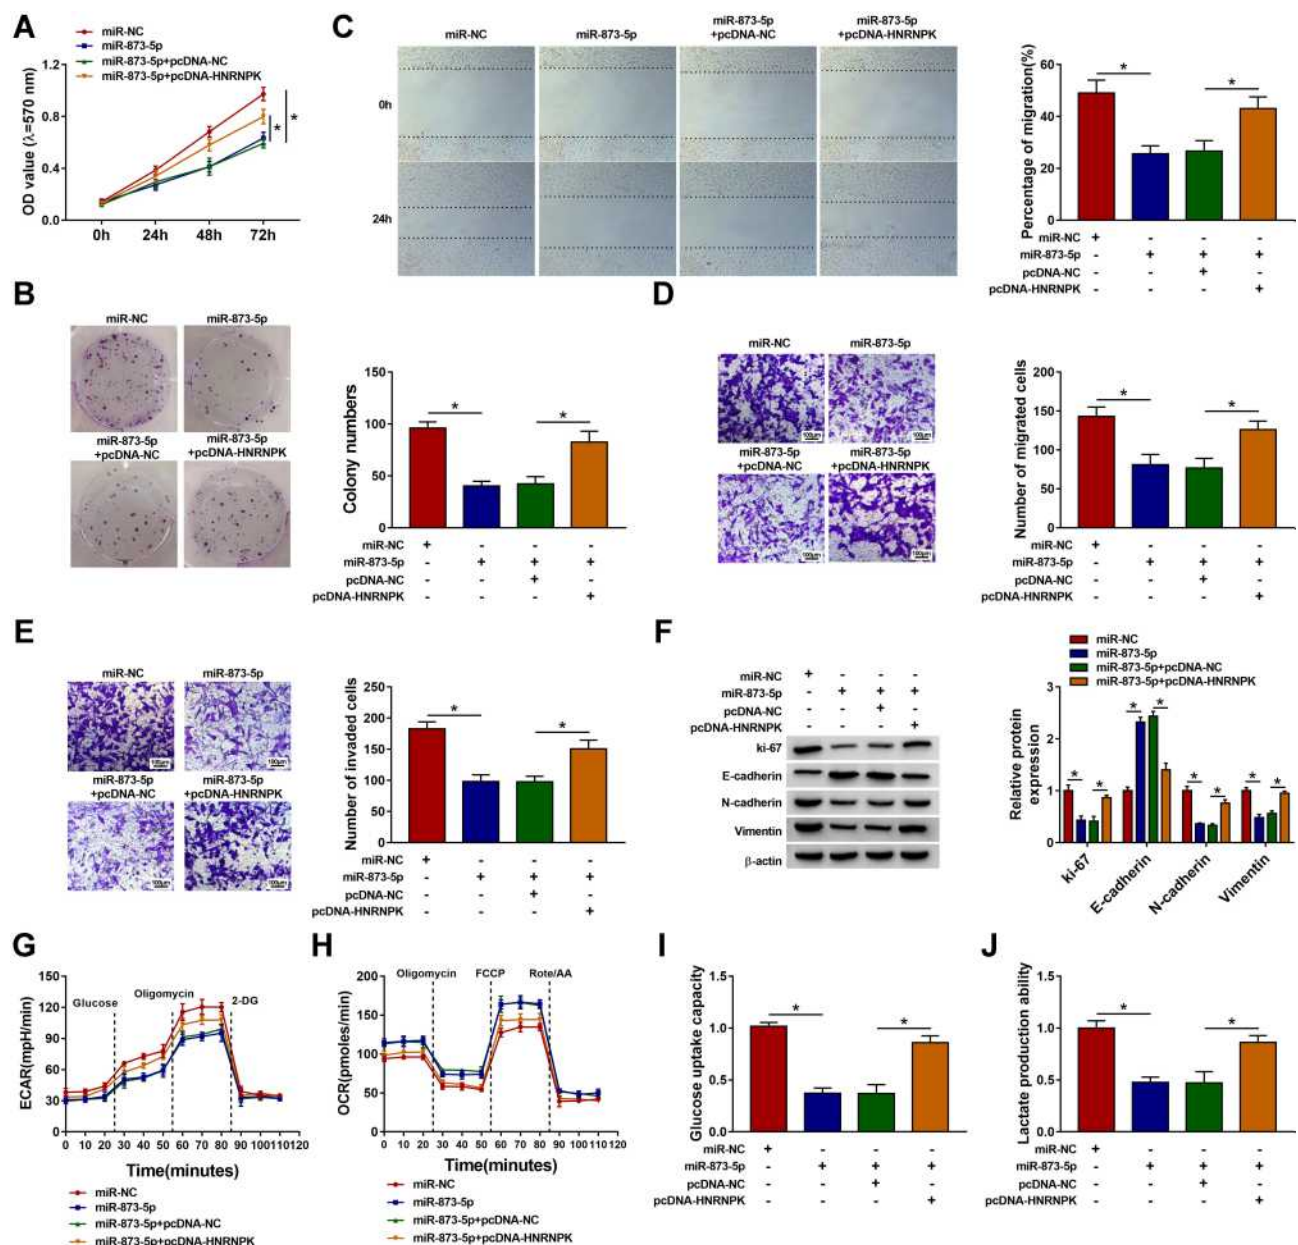 A
miR-NC
miR-873-5p
miR-873-5p+pcDNA-NC
miR-873-5p+pcDNA-HNRNPK
OD value (λ=570 nm)
1.2
0.8
0.4
0.0
0h 24h 48h 72h
*
*
C
miR-NC
miR-873-5p
miR-873-5p
+pcDNA-NC
miR-873-5p
+pcDNA-HNRNPK
0h
24h
Percentage of migration(%)
60
40
20
0
* *
miR-NC + - - -
miR-873-5p - + + +
pcDNA-NC - - + -
pcDNA-HNRNPK - - - +
B
miR-NC
miR-873-5p
miR-873-5p
+pcDNA-NC
miR-873-5p
+pcDNA-HNRNPK
Colony numbers
150
100
50
0
* *
miR-NC + - - -
miR-873-5p - + + +
pcDNA-NC - - + -
pcDNA-HNRNPK - - - +
D
miR-NC
miR-873-5p
100μm
100μm
miR-873-5p
+pcDNA-NC
miR-873-5p
+pcDNA-HNRNPK
100μm
100μm
Number of migrated cells
200
150
100
50
0
* *
miR-NC + - - -
miR-873-5p - + + +
pcDNA-NC - - + -
pcDNA-HNRNPK - - - +
E
miR-NC
miR-873-5p
100μm
100μm
miR-873-5p
+pcDNA-NC
miR-873-5p
+pcDNA-HNRNPK
100μm
100μm
Number of invaded cells
250
200
150
100
50
0
* *
miR-NC + - - -
miR-873-5p - + + +
pcDNA-NC - - + -
pcDNA-HNRNPK - - - +
F
miR-NC + - - -
miR-873-5p - + + +
pcDNA-NC - - + -
pcDNA-HNRNPK - - - +
ki-67
E-cadherin
N-cadherin
Vimentin
β-actin
miR-NC
miR-873-5p
miR-873-5p+pcDNA-NC
miR-873-5p+pcDNA-HNRNPK
Relative protein
expression
3
2
1
0
* * * * * * * *
ki-67
E-cadherin
N-cadherin
Vimentin
G
ECAR(mpH/min)
150
120
90
60
30
0
Glucose
Oligomycin
2-DG
0 10 20 30 40 50 60 70 80 90 100 110 120
Time(minutes)
miR-NC
miR-873-5p
miR-873-5p+pcDNA-NC
miR-873-5p+pcDNA-HNRNPK
H
Oligomycin
FCCP
Rote/AA
OCR(pmoles/min)
200
150
100
50
0
0 10 20 30 40 50 60 70 80 90 100 110 120
Time(minutes)
miR-NC
miR-873-5p
miR-873-5p+pcDNA-NC
miR-873-5p+pcDNA-HNRNPK
I
Glucose uptake capacity
1.5
1.0
0.5
0.0
* *
miR-NC + - - -
miR-873-5p - + + +
pcDNA-NC - - + -
pcDNA-HNRNPK - - - +
J
Lactate production ability
1.5
1.0
0.5
0.0
* *
miR-NC + - - -
miR-873-5p - + + +
pcDNA-NC - - + -
pcDNA-HNRNPK - - - +